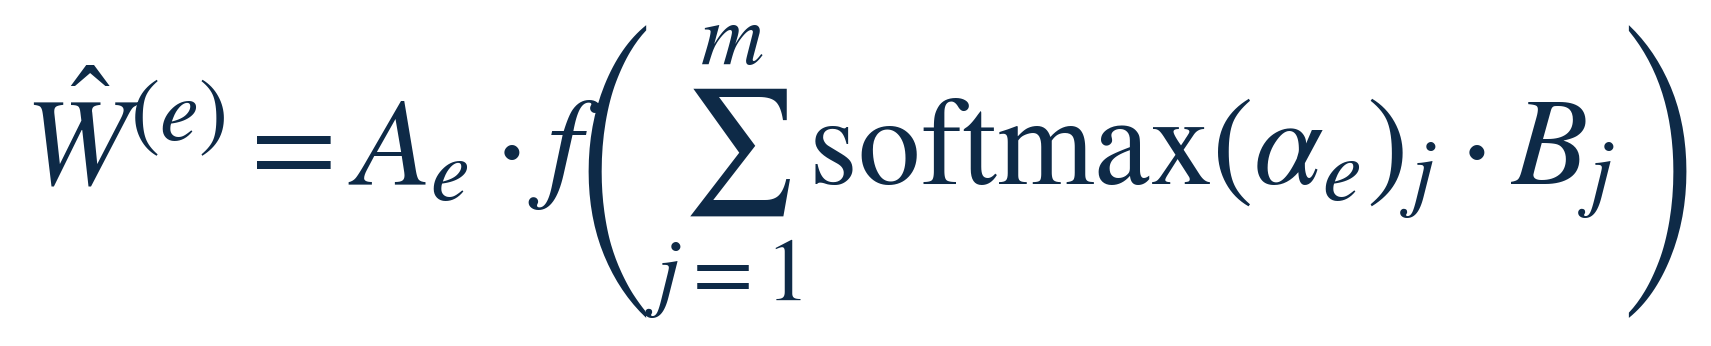 Ŵ^{(e)} = A_e · f( ∑_{j=1}^{m} softmax(α_e)_j · B_j )